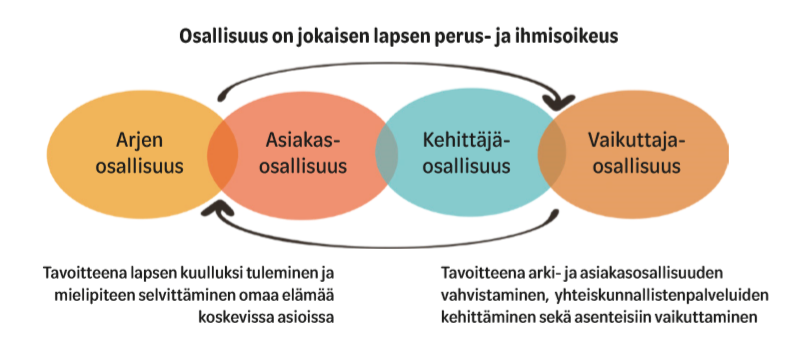 Osallisuus on jokaisen lapsen perus- ja ihmisoikeus
Arjen
osallisuus
Asiakas-
osallisuus
Kehittäjä-
osallisuus
Vaikuttaja-
osallisuus
Tavoitteena lapsen kuulluksi tuleminen ja
mielipiteen selvittäminen omaa elämää
koskevissa asioissa
Tavoitteena arki- ja asiakasosallisuuden
vahvistaminen, yhteiskunnallistenpalveluiden
kehittäminen sekä asenteisiin vaikuttaminen